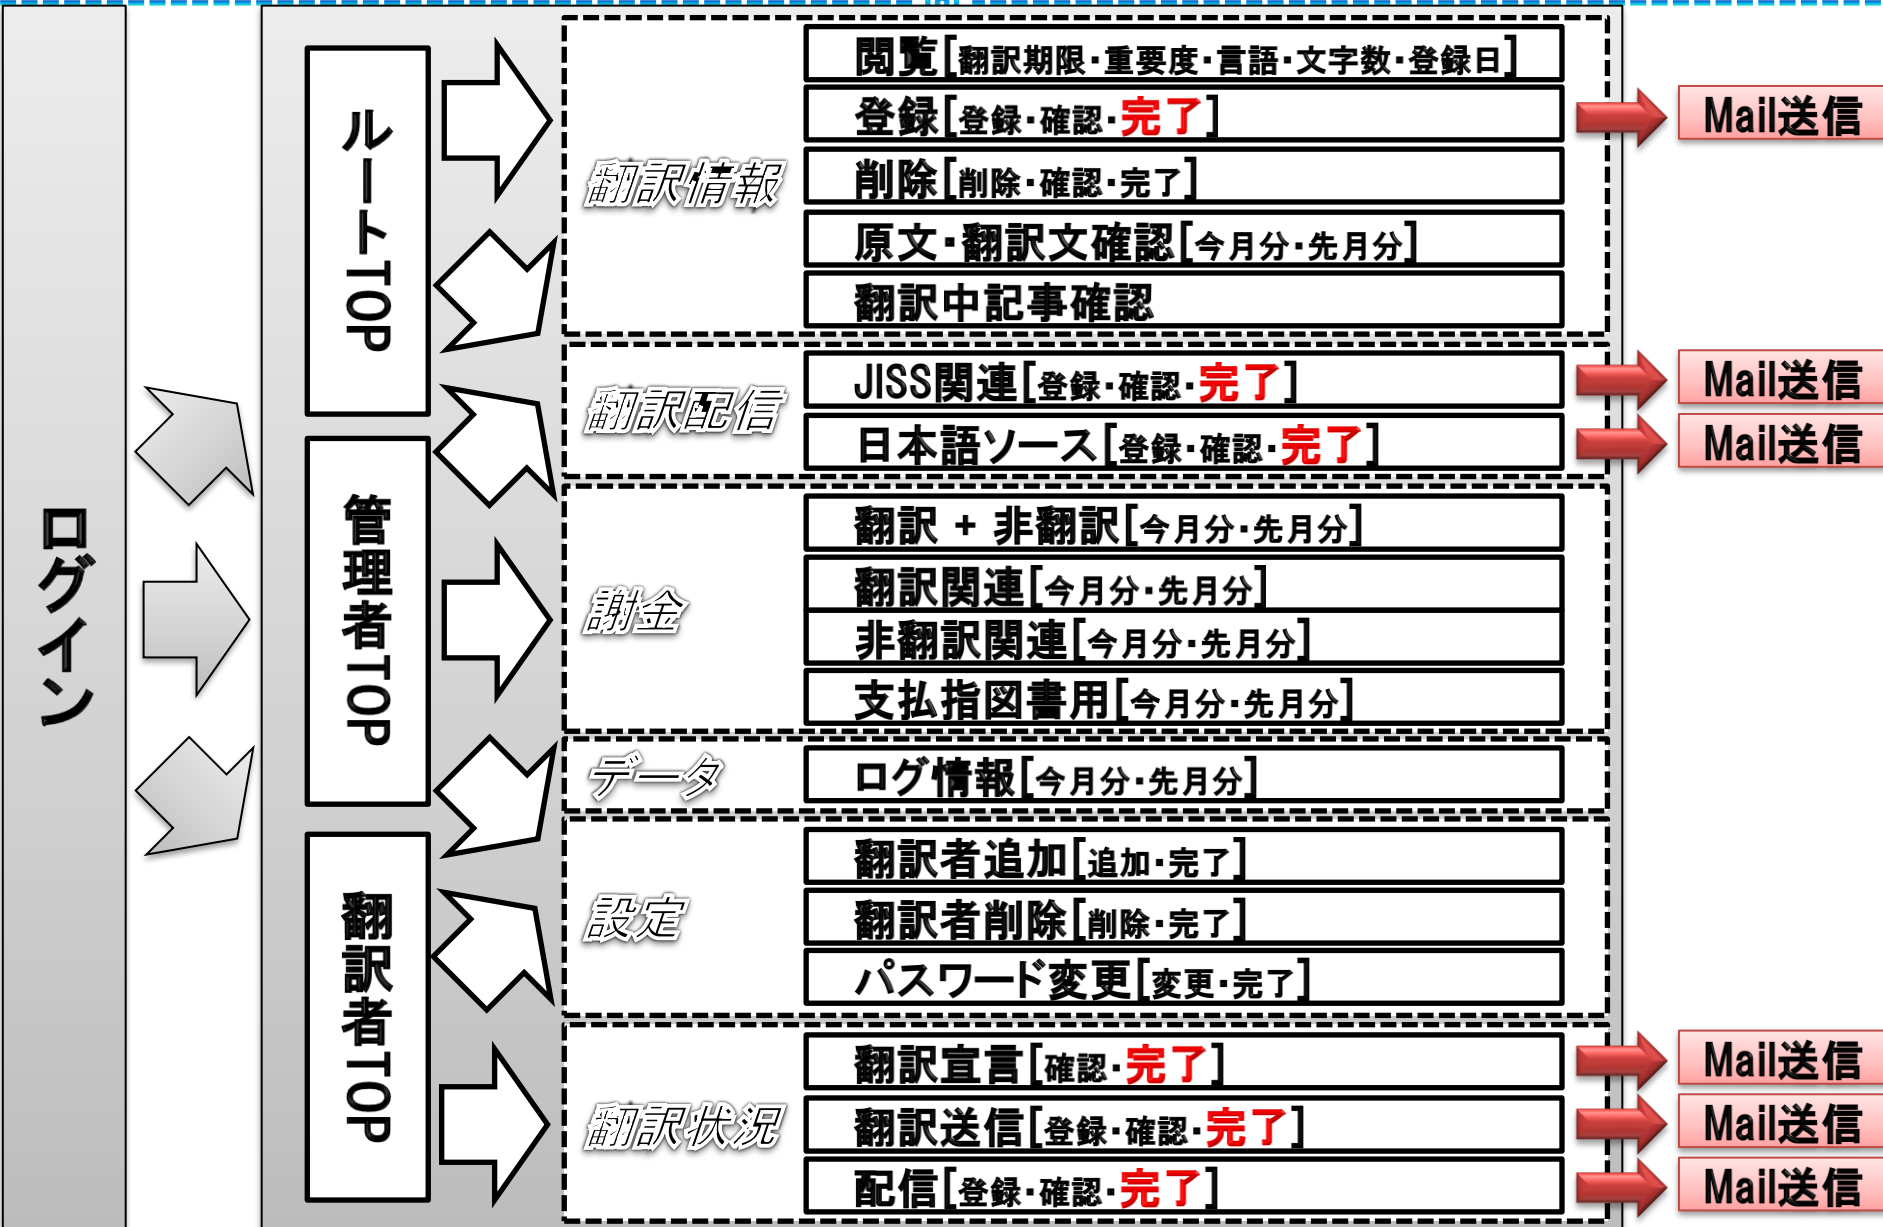 ログイン
ルートTOP
管理者TOP
翻訳者TOP
翻訳情報
閲覧[翻訳期限・重要度・言語・文字数・登録日]
登録[登録・確認・完了]
Mail送信
削除[削除・確認・完了]
原文・翻訳文確認[今月分・先月分]
翻訳中記事確認
翻訳配信
JISS関連[登録・確認・完了]
Mail送信
日本語ソース[登録・確認・完了]
Mail送信
謝金
翻訳 + 非翻訳[今月分・先月分]
翻訳関連[今月分・先月分]
非翻訳関連[今月分・先月分]
支払指図書用[今月分・先月分]
データ
ログ情報[今月分・先月分]
設定
翻訳者追加[追加・完了]
翻訳者削除[削除・完了]
パスワード変更[変更・完了]
翻訳状況
翻訳宣言[確認・完了]
Mail送信
翻訳送信[登録・確認・完了]
Mail送信
配信[登録・確認・完了]
Mail送信